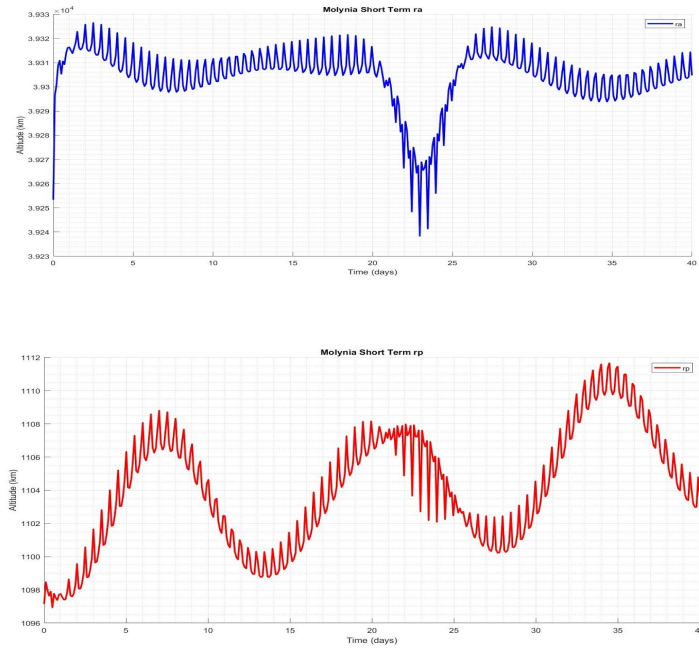 Molynia Short Term ra
×10⁴
3.933
3.932
3.931
3.93
3.929
3.928
3.927
3.926
3.925
3.924
3.923
Altitude (km)
ra
0 5 10 15 20 25 30 35 40
Time (days)
Molynia Short Term rp
1112
1110
1108
1106
1104
1102
1100
1098
1096
Altitude (km)
rp
0 5 10 15 20 25 30 35 4
Time (days)